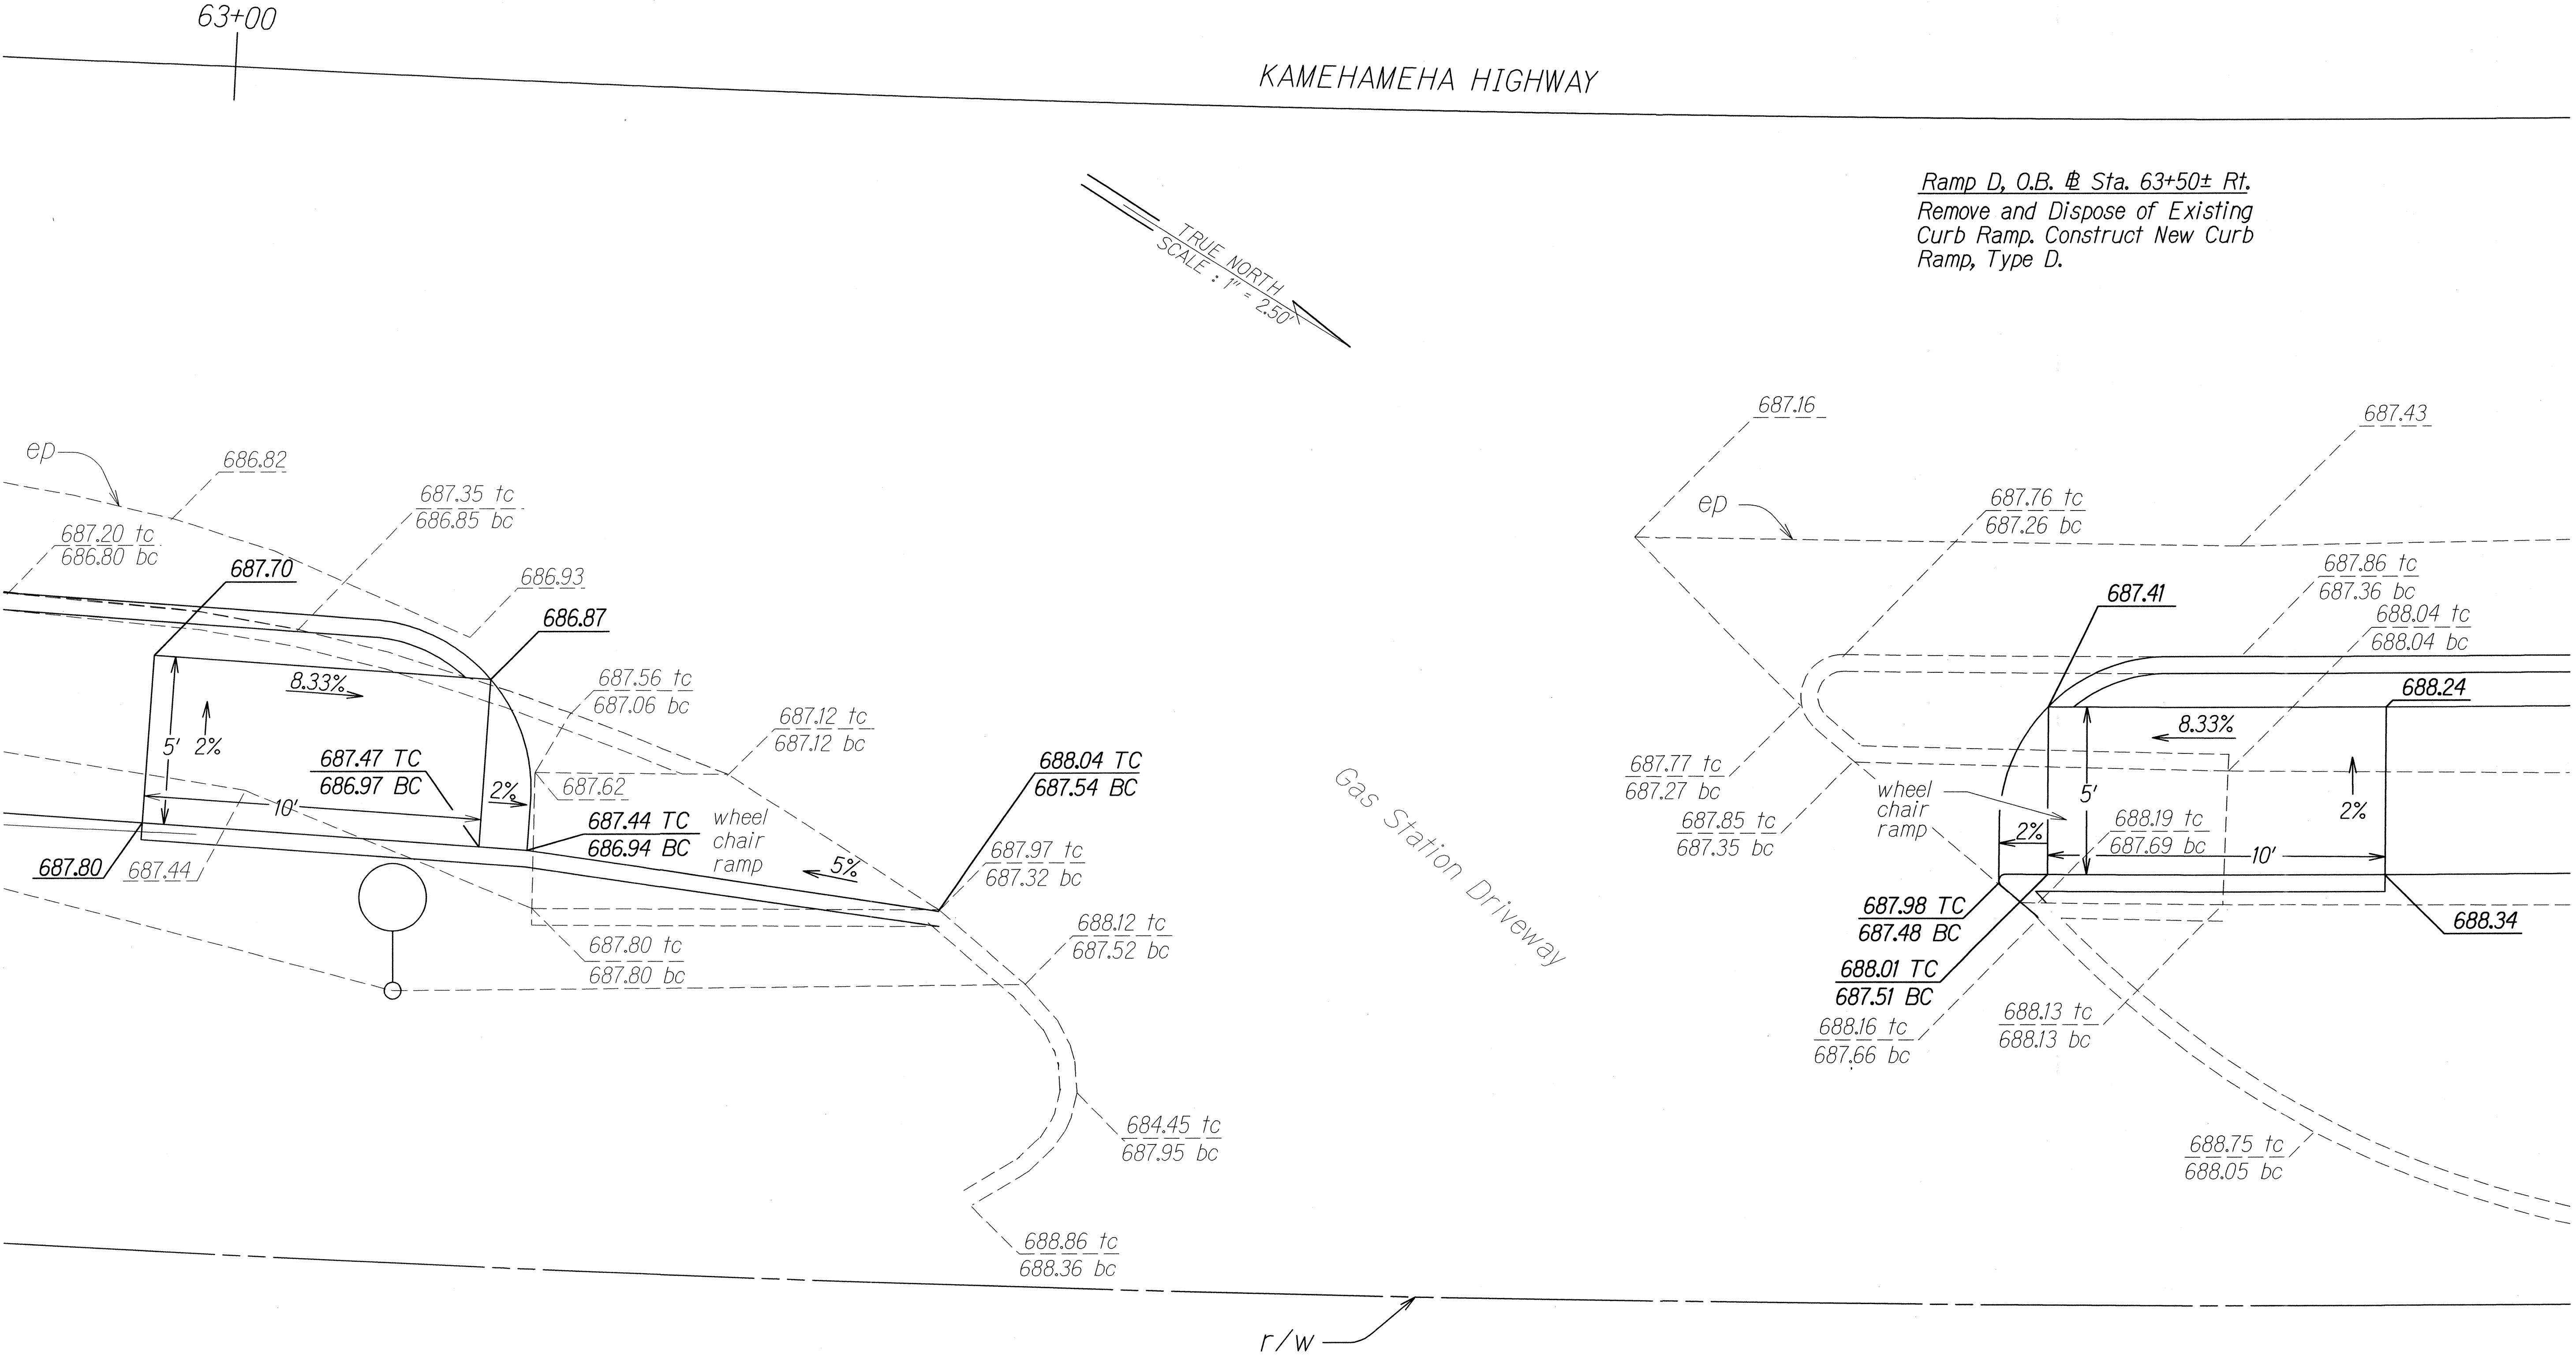 63+00
KAMEHAMEHA HIGHWAY
Ramp D, O.B. ℄ Sta. 63+50± Rt.
Remove and Dispose of Existing
Curb Ramp. Construct New Curb
Ramp, Type D.
TRUE NORTH
SCALE : 1" = 2.50'
ep
686.82
687.20 tc
686.80 bc
687.35 tc
686.85 bc
687.70
686.93
686.87
8.33%
5'
2%
687.56 tc
687.06 bc
687.12 tc
687.12 bc
687.47 TC
686.97 BC
2%
687.62
10'
687.44 TC
686.94 BC
wheel
chair
ramp
688.04 TC
687.54 BC
5%
687.80
687.44
687.97 tc
687.32 bc
687.80 tc
687.80 bc
688.12 tc
687.52 bc
684.45 tc
687.95 bc
688.86 tc
688.36 bc
Gas Station Driveway
687.16
687.43
ep
687.76 tc
687.26 bc
687.86 tc
687.36 bc
687.41
688.04 tc
688.04 bc
688.24
8.33%
687.77 tc
687.27 bc
wheel
chair
ramp
5'
2%
687.85 tc
687.35 bc
688.19 tc
687.69 bc
2%
10'
687.98 TC
687.48 BC
688.34
688.01 TC
687.51 BC
688.16 tc
687.66 bc
688.13 tc
688.13 bc
688.75 tc
688.05 bc
r/w